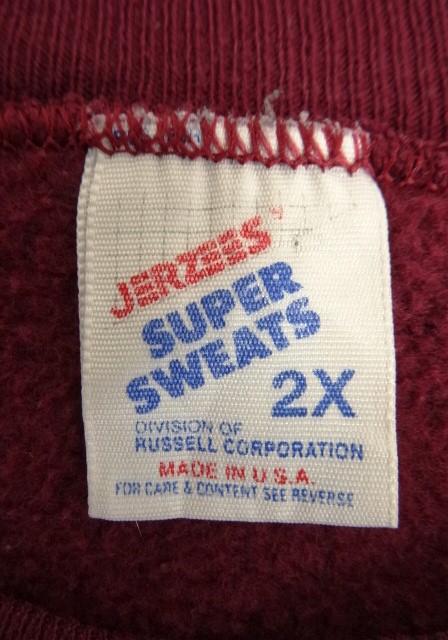 JERZEES
SUPER
SWEATS
2X
DIVISION OF
RUSSELL CORPORATION
MADE IN U.S.A.
FOR CARE & CONTENT SEE REVERSE